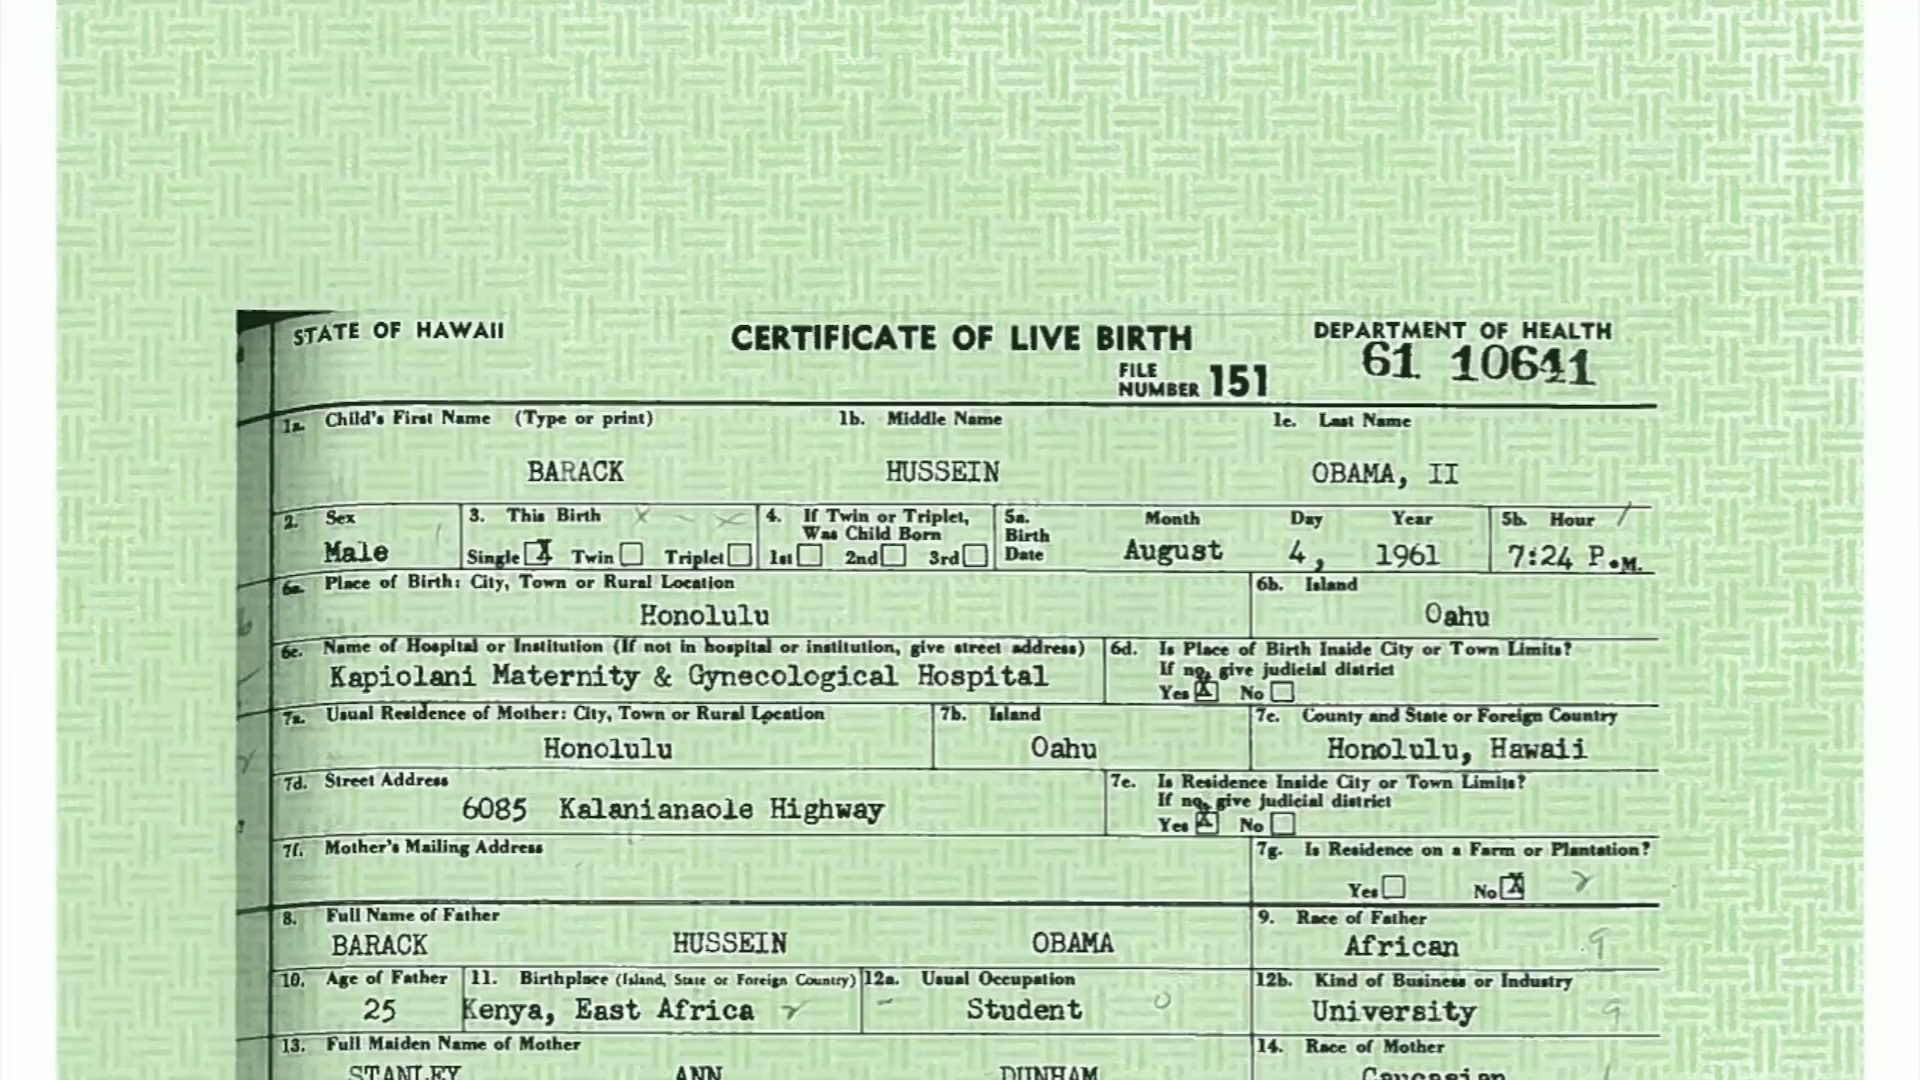 STATE OF HAWAII CERTIFICATE OF LIVE BIRTH DEPARTMENT OF HEALTH
FILE NUMBER 151 61 10641
1a. Child's First Name (Type or print) 1b. Middle Name 1c. Last Name
BARACK HUSSEIN OBAMA, II
2. Sex 3. This Birth 4. If Twin or Triplet, Was Child Born 5a. Birth Date Month Day Year 5b. Hour
Male Single X Twin Triplet 1st 2nd 3rd August 4, 1961 7:24 P.M.
6a. Place of Birth: City, Town or Rural Location 6b. Island
Honolulu Oahu
6c. Name of Hospital or Institution (If not in hospital or institution, give street address) 6d. Is Place of Birth Inside City or Town Limits?
If no, give judicial district
Kapiolani Maternity & Gynecological Hospital Yes X No
7a. Usual Residence of Mother: City, Town or Rural Location 7b. Island 7c. County and State or Foreign Country
Honolulu Oahu Honolulu, Hawaii
7d. Street Address 7e. Is Residence Inside City or Town Limits?
If no, give judicial district
6085 Kalanianaole Highway Yes X No
7f. Mother's Mailing Address 7g. Is Residence on a Farm or Plantation?
Yes No X
8. Full Name of Father 9. Race of Father
BARACK HUSSEIN OBAMA African
10. Age of Father 11. Birthplace (Island, State or Foreign Country) 12a. Usual Occupation 12b. Kind of Business or Industry
25 Kenya, East Africa Student University
13. Full Maiden Name of Mother 14. Race of Mother
STANLEY ANN DUNHAM Caucasian